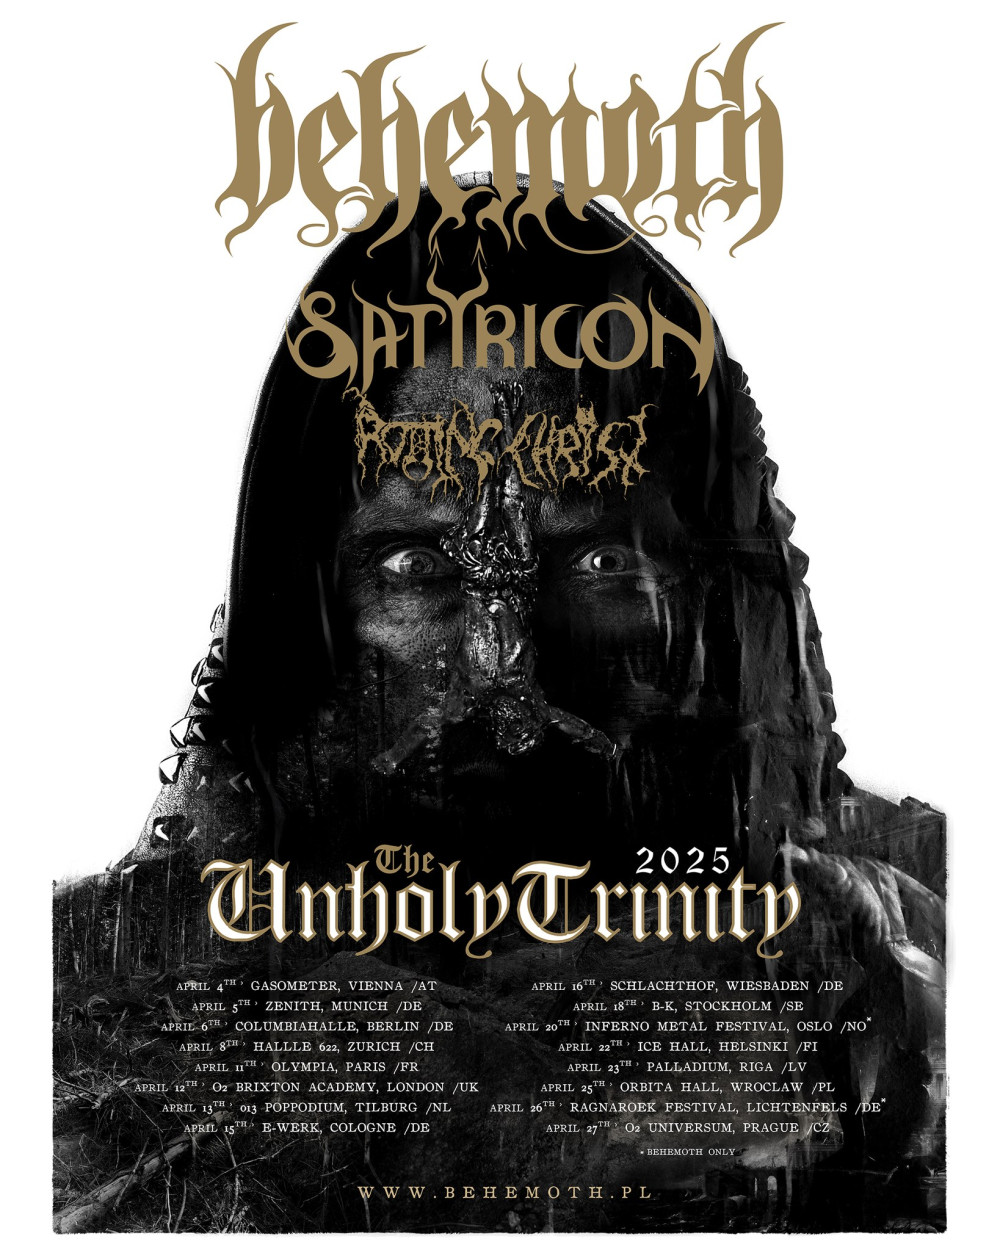 behemoth
SATYRICON
ROTTING CHRIST
The 2025
Unholy Trinity
APRIL 4TH, GASOMETER, VIENNA /AT
APRIL 5TH, ZENITH, MUNICH /DE
APRIL 6TH, COLUMBIAHALLE, BERLIN /DE
APRIL 8TH, HALLLE 622, ZURICH /CH
APRIL 11TH, OLYMPIA, PARIS /FR
APRIL 12TH, O2 BRIXTON ACADEMY, LONDON /UK
APRIL 13TH, 013 POPPODIUM, TILBURG /NL
APRIL 15TH, E-WERK, COLOGNE /DE
APRIL 16TH, SCHLACHTHOF, WIESBADEN /DE
APRIL 18TH, B-K, STOCKHOLM /SE
APRIL 20TH, INFERNO METAL FESTIVAL, OSLO /NO*
APRIL 22TH, ICE HALL, HELSINKI /FI
APRIL 23TH, PALLADIUM, RIGA /LV
APRIL 25TH, ORBITA HALL, WROCLAW /PL
APRIL 26TH, RAGNAROEK FESTIVAL, LICHTENFELS /DE*
APRIL 27TH, O2 UNIVERSUM, PRAGUE /CZ
* BEHEMOTH ONLY
WWW.BEHEMOTH.PL